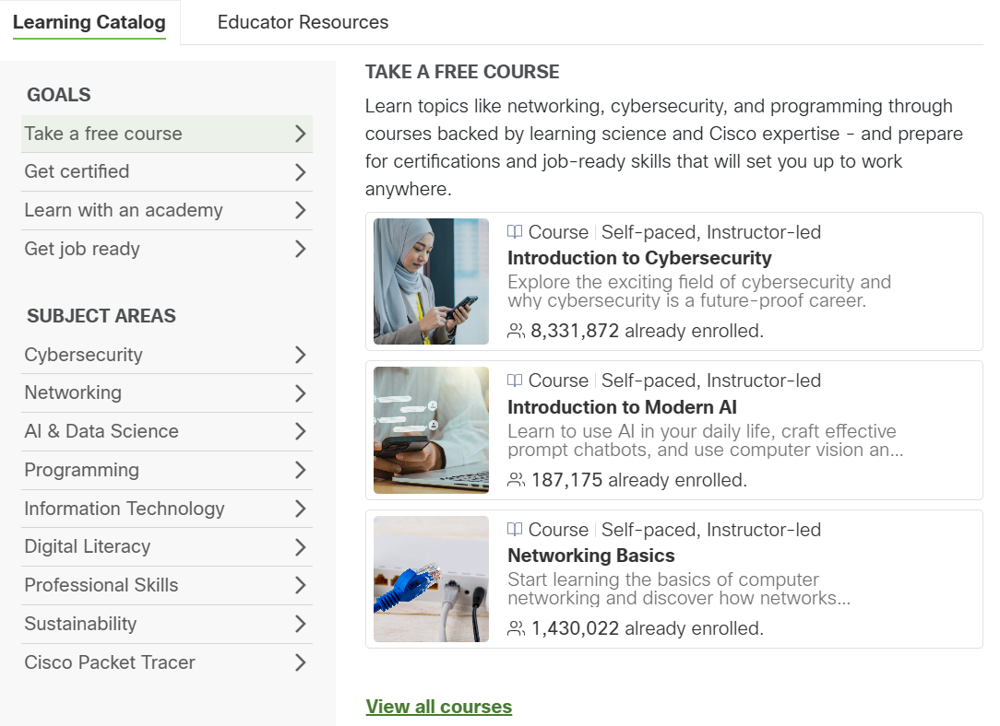 Learning Catalog
Educator Resources
GOALS
Take a free course
Get certified
Learn with an academy
Get job ready
SUBJECT AREAS
Cybersecurity
Networking
AI & Data Science
Programming
Information Technology
Digital Literacy
Professional Skills
Sustainability
Cisco Packet Tracer
TAKE A FREE COURSE
Learn topics like networking, cybersecurity, and programming through
courses backed by learning science and Cisco expertise - and prepare
for certifications and job-ready skills that will set you up to work
anywhere.
Course | Self-paced, Instructor-led
Introduction to Cybersecurity
Explore the exciting field of cybersecurity and
why cybersecurity is a future-proof career.
8,331,872 already enrolled.
Course | Self-paced, Instructor-led
Introduction to Modern AI
Learn to use AI in your daily life, craft effective
prompt chatbots, and use computer vision an...
187,175 already enrolled.
Course | Self-paced, Instructor-led
Networking Basics
Start learning the basics of computer
networking and discover how networks...
1,430,022 already enrolled.
View all courses